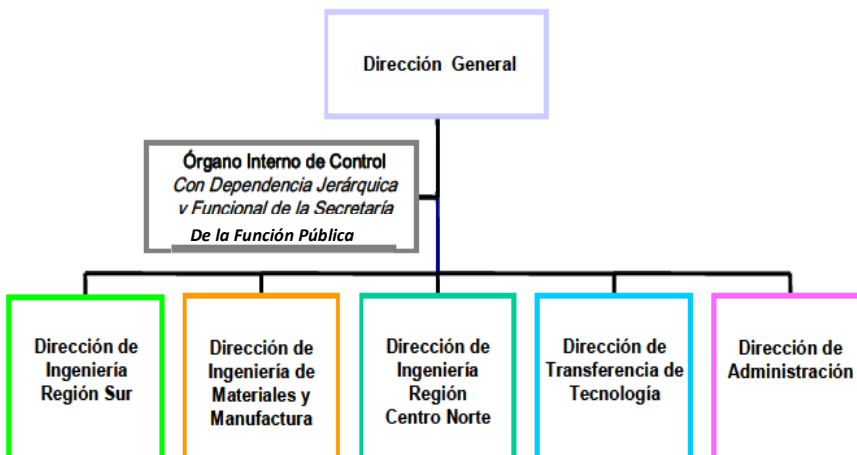 Dirección General
Órgano Interno de Control
Con Dependencia Jerárquica
y Funcional de la Secretaría
De la Función Pública
Dirección de
Ingeniería
Región Sur
Dirección de
Ingeniería de
Materiales y
Manufactura
Dirección de
Ingeniería
Región
Centro Norte
Dirección de
Transferencia de
Tecnología
Dirección de
Administración